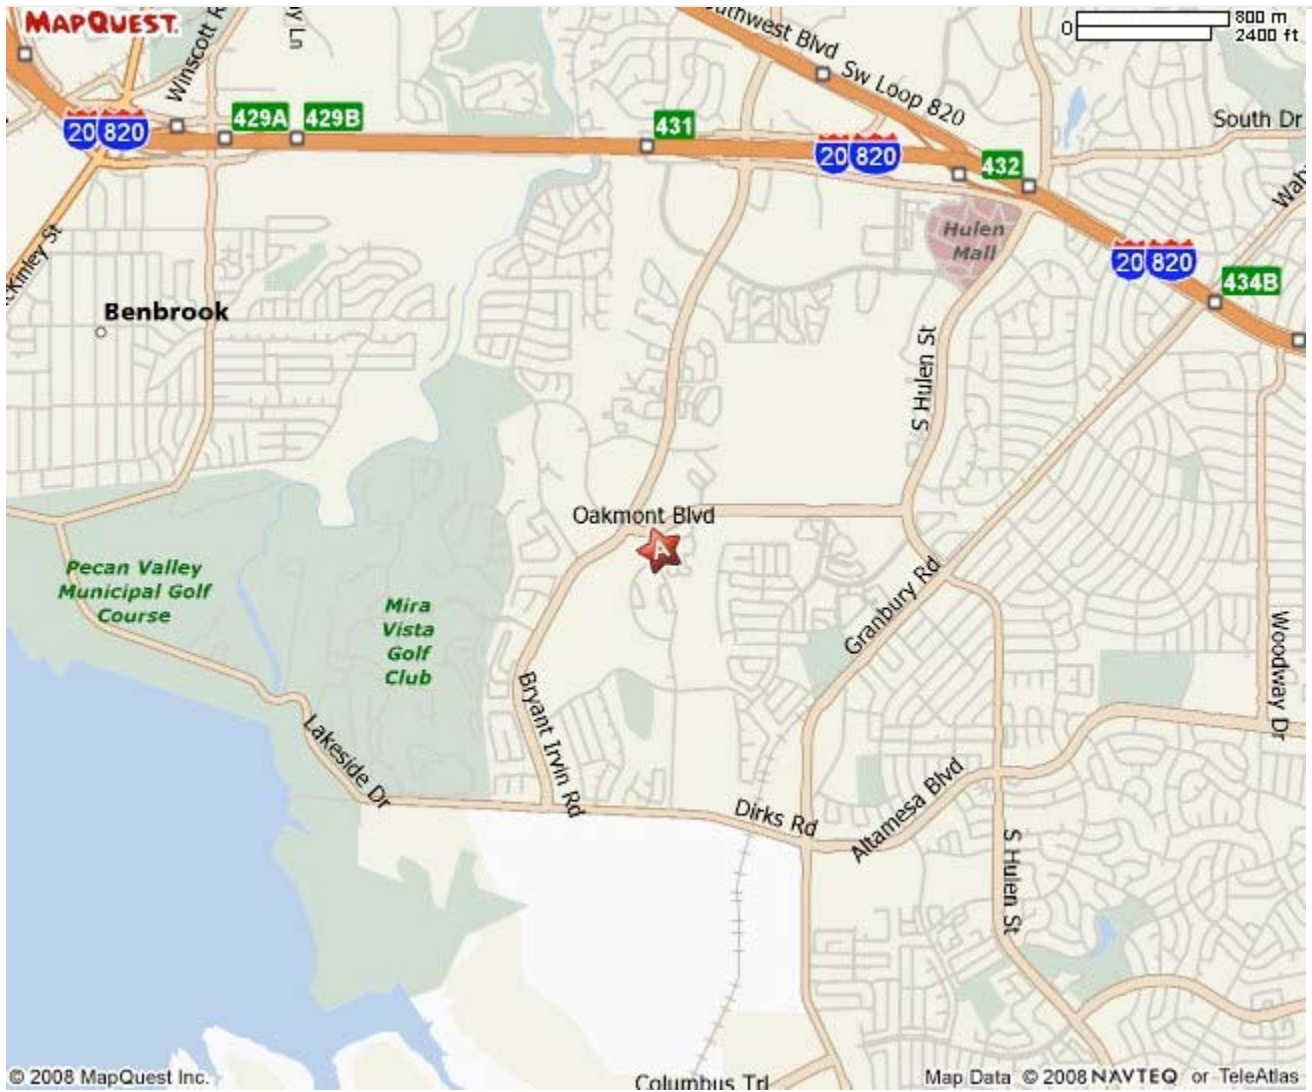 MAPQUEST.
0
800 m
2400 ft
Winscott
Ln
Southwest Blvd
Sw Loop 820
South Dr
20 820
429A
429B
431
20 820
432
Hulen
Mall
20 820
434B
Benbrook
S Hulen St
Oakmont Blvd
A
Pecan Valley
Municipal Golf
Course
Mira
Vista
Golf
Club
Granbury Rd
Woodway Dr
Bryant Irvin Rd
Lakeside Dr
Dirks Rd
Altamesa Blvd
S Hulen St
Columbus Trl
© 2008 MapQuest Inc.
Map Data © 2008 NAVTEQ or TeleAtlas